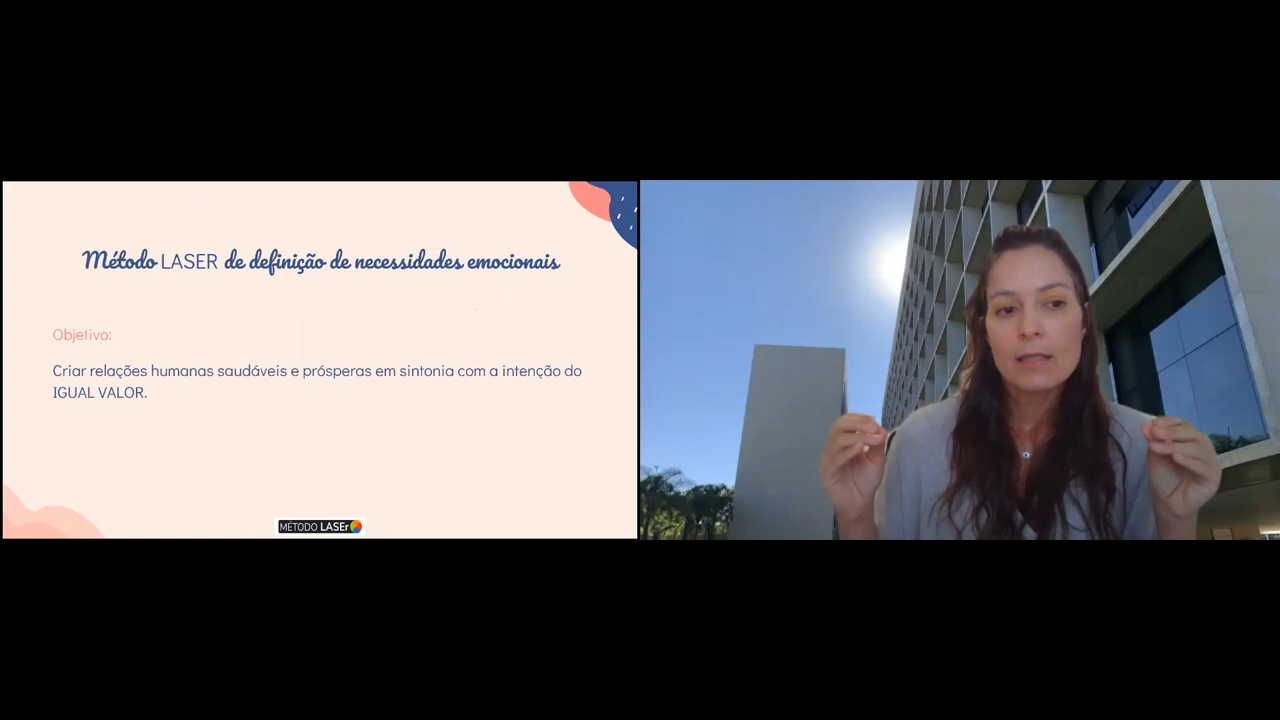 Método LASER de definição de necessidades emocionais
Objetivo:
Criar relações humanas saudáveis e prósperas em sintonia com a intenção do
IGUAL VALOR.
MÉTODO LASEr